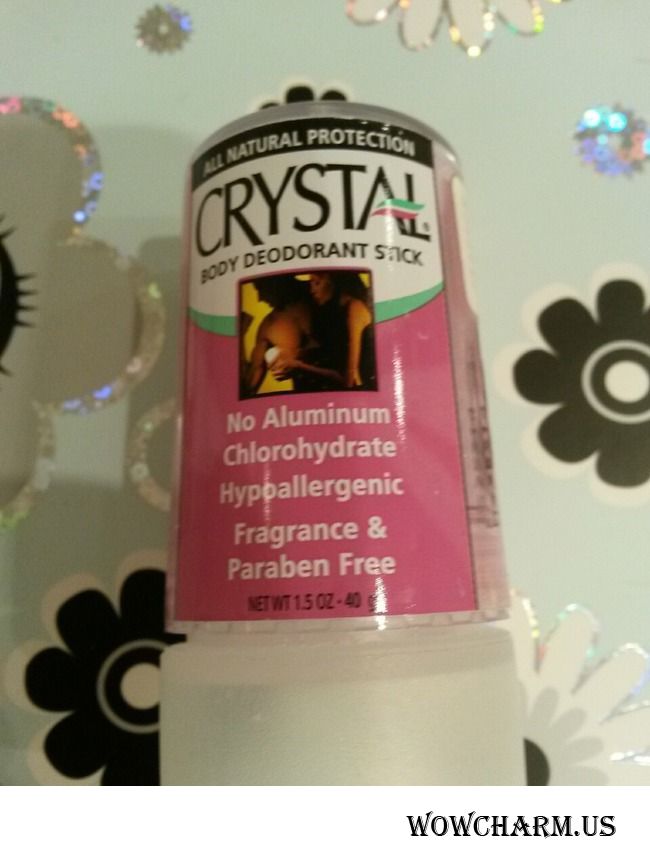 ALL NATURAL PROTECTION
CRYSTAL®
BODY DEODORANT STICK
No Aluminum
Chlorohydrate
Hypoallergenic
Fragrance &
Paraben Free
NET WT 1.5 OZ - 40 g
WOWCHARM.US